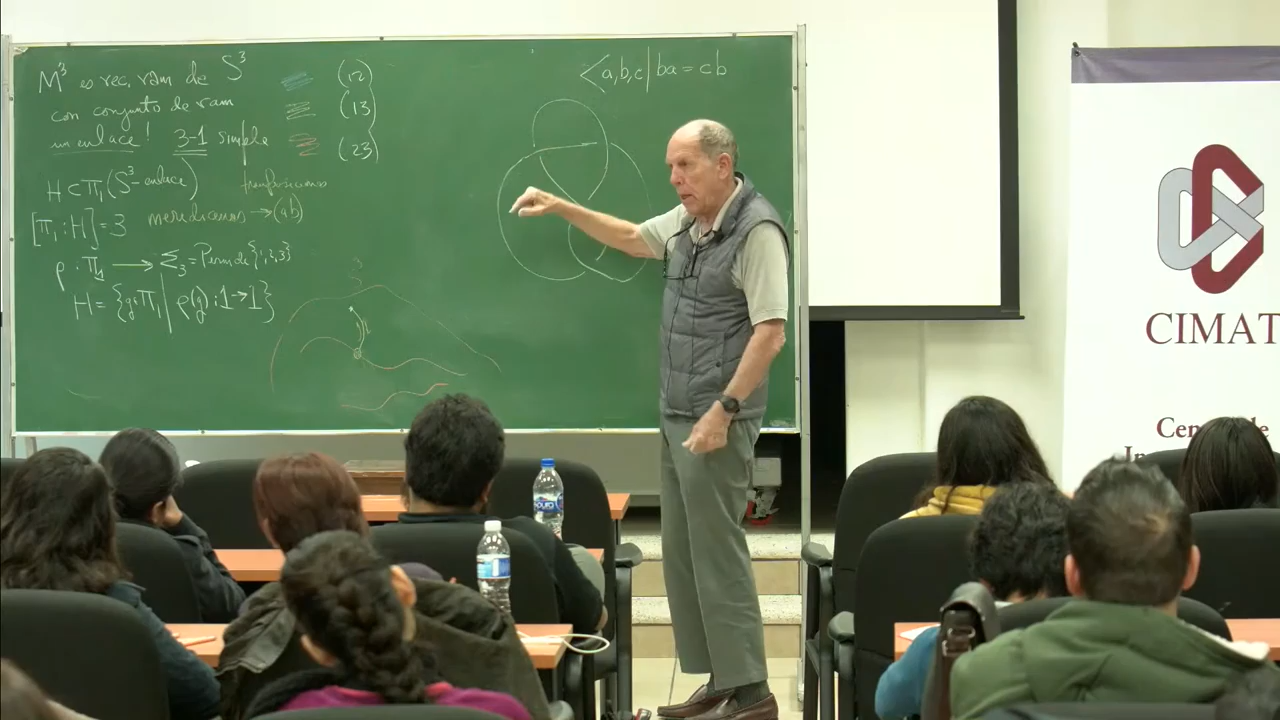 M³ es rec, ram de S³
con conjunto de ram
un enlace! 3-1 simple
(12)
(13)
(23)
H ⊂ π₁(S³-enlace)
[π₁:H]=3 meridianos → (ab)
ρ: π₁ → Σ₃ = Perm de {1,2,3}
H = {g∈π₁ | ρ(g): 1→1}
<a,b,c | ba = cb
CIMAT